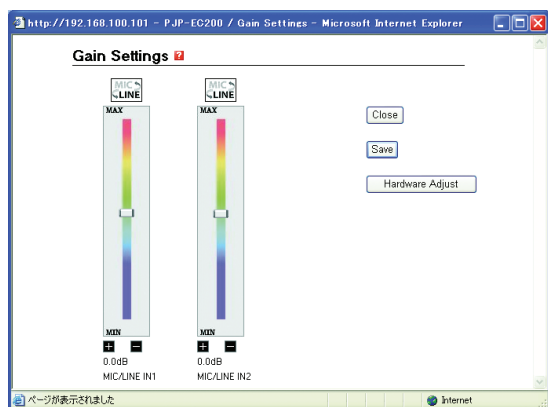 http://192.168.100.101 - PJP-EC200 / Gain Settings - Microsoft Internet Explorer
Gain Settings ?
MIC LINE MIC LINE
MAX MAX
Close
Save
Hardware Adjust
MIN MIN
+ - + -
0.0dB 0.0dB
MIC/LINE IN1 MIC/LINE IN2
ページが表示されました Internet